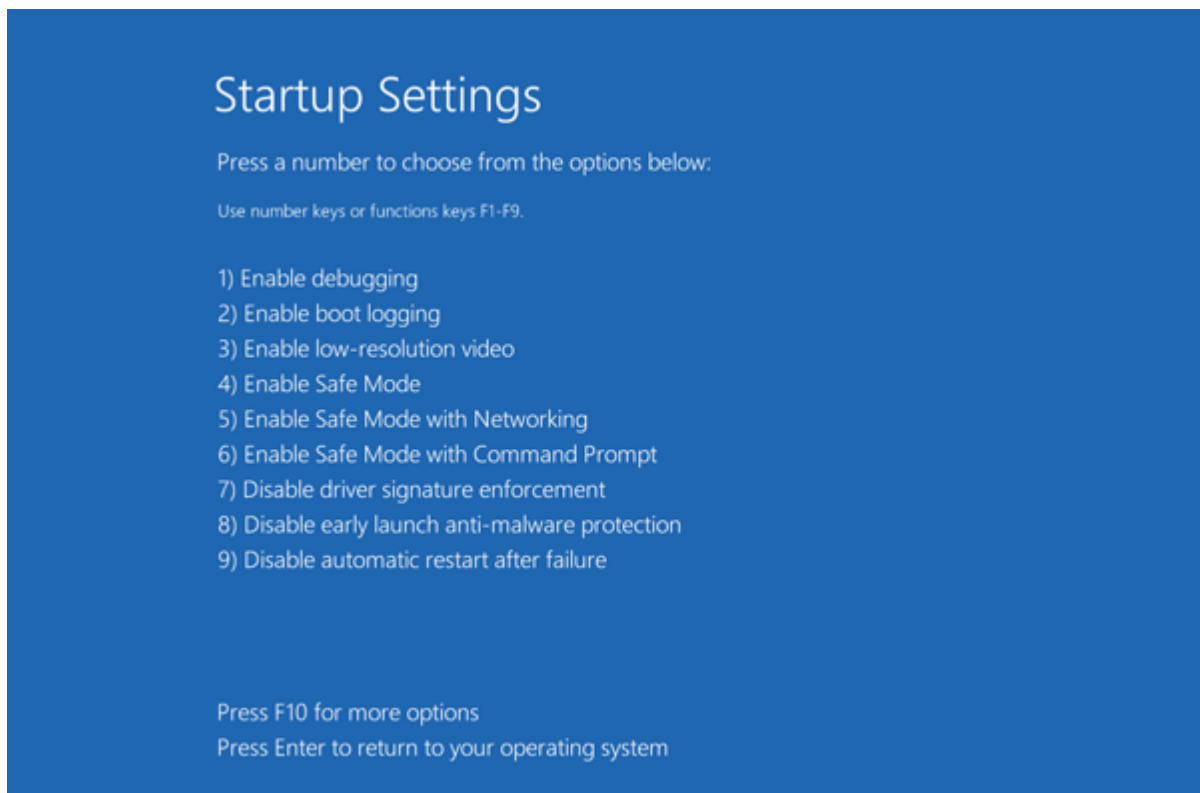 Startup Settings
Press a number to choose from the options below:
Use number keys or functions keys F1-F9.
1) Enable debugging
2) Enable boot logging
3) Enable low-resolution video
4) Enable Safe Mode
5) Enable Safe Mode with Networking
6) Enable Safe Mode with Command Prompt
7) Disable driver signature enforcement
8) Disable early launch anti-malware protection
9) Disable automatic restart after failure
Press F10 for more options
Press Enter to return to your operating system